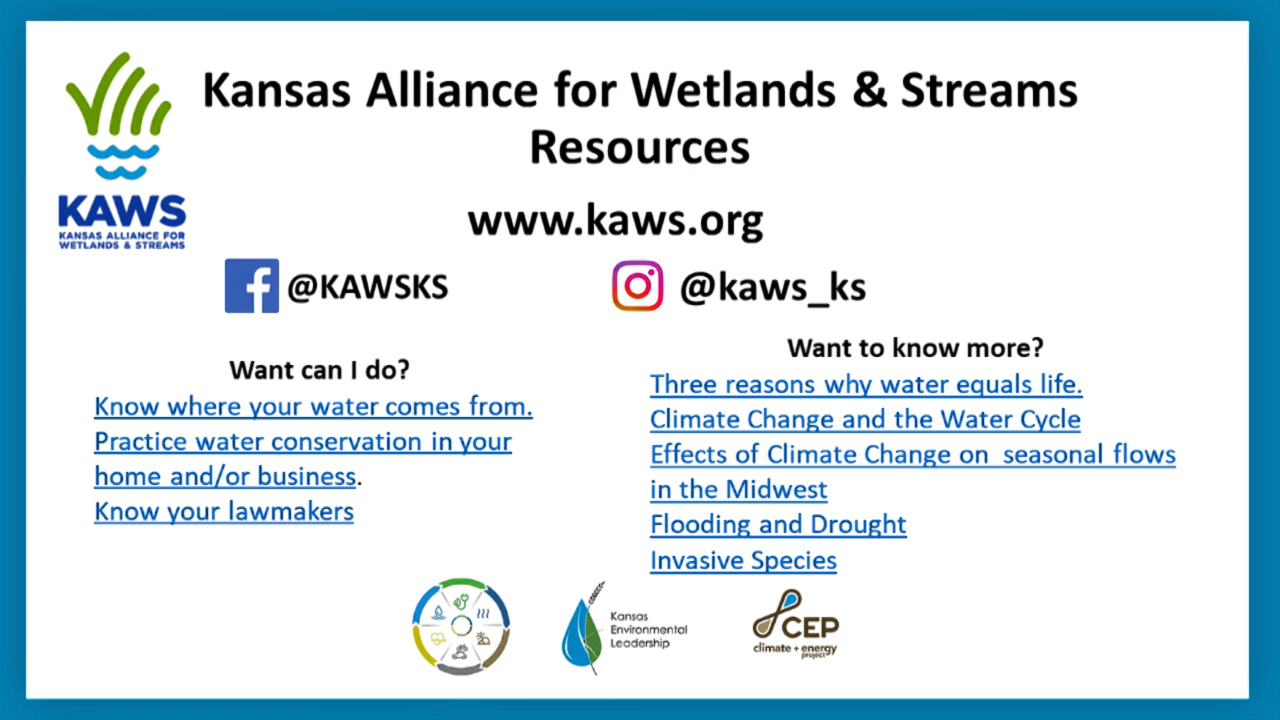 Kansas Alliance for Wetlands & Streams
Resources
KAWS
KANSAS ALLIANCE FOR
WETLANDS & STREAMS
www.kaws.org
@KAWSKS
@kaws_ks
Want can I do?
Know where your water comes from.
Practice water conservation in your
home and/or business.
Know your lawmakers
Want to know more?
Three reasons why water equals life.
Climate Change and the Water Cycle
Effects of Climate Change on  seasonal flows
in the Midwest
Flooding and Drought
Invasive Species
Kansas
Environmental
Leadership
CEP
climate + energy
project